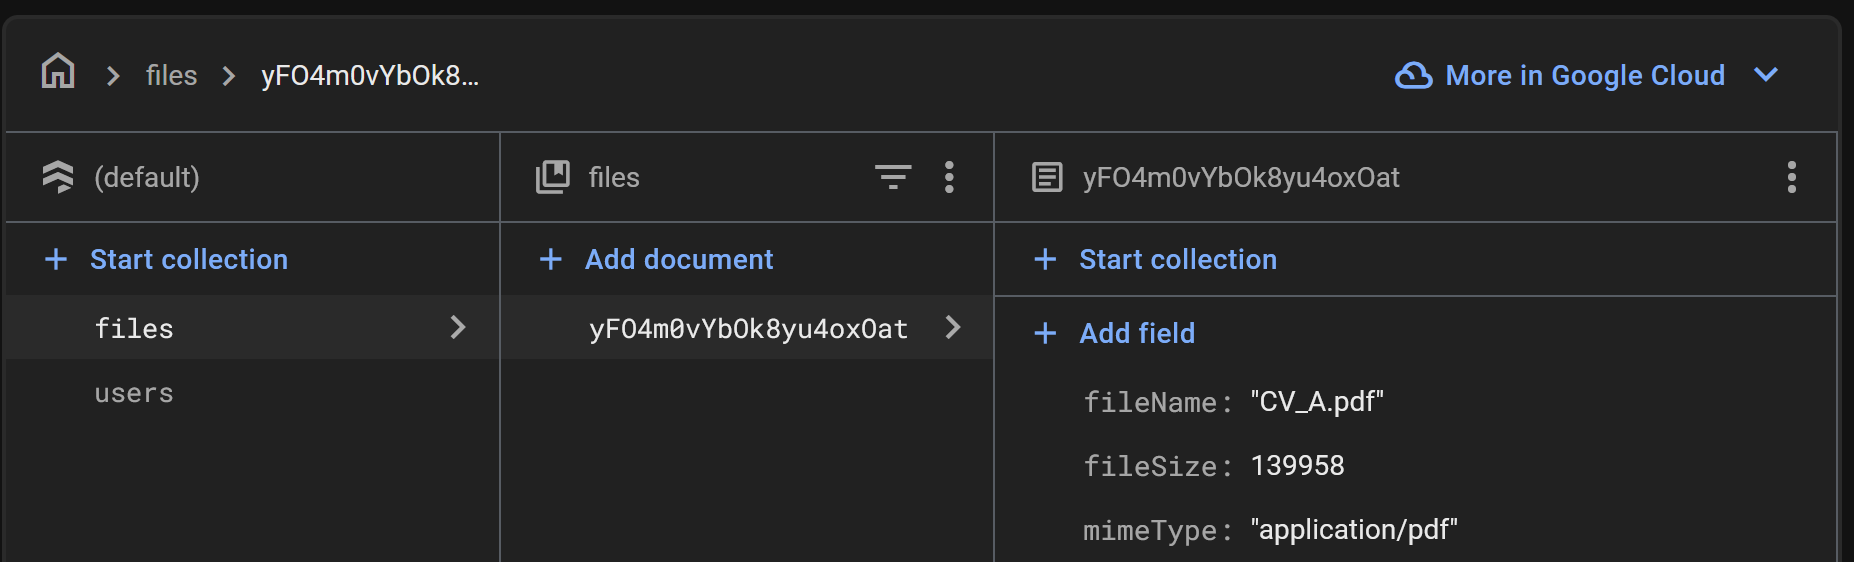 files yFO4m0vYbOk8... More in Google Cloud
(default)
Start collection
files
users
files
Add document
yFO4m0vYbOk8yu4oxOat
yFO4m0vYbOk8yu4oxOat
Start collection
Add field
fileName: "CV_A.pdf"
fileSize: 139958
mimeType: "application/pdf"